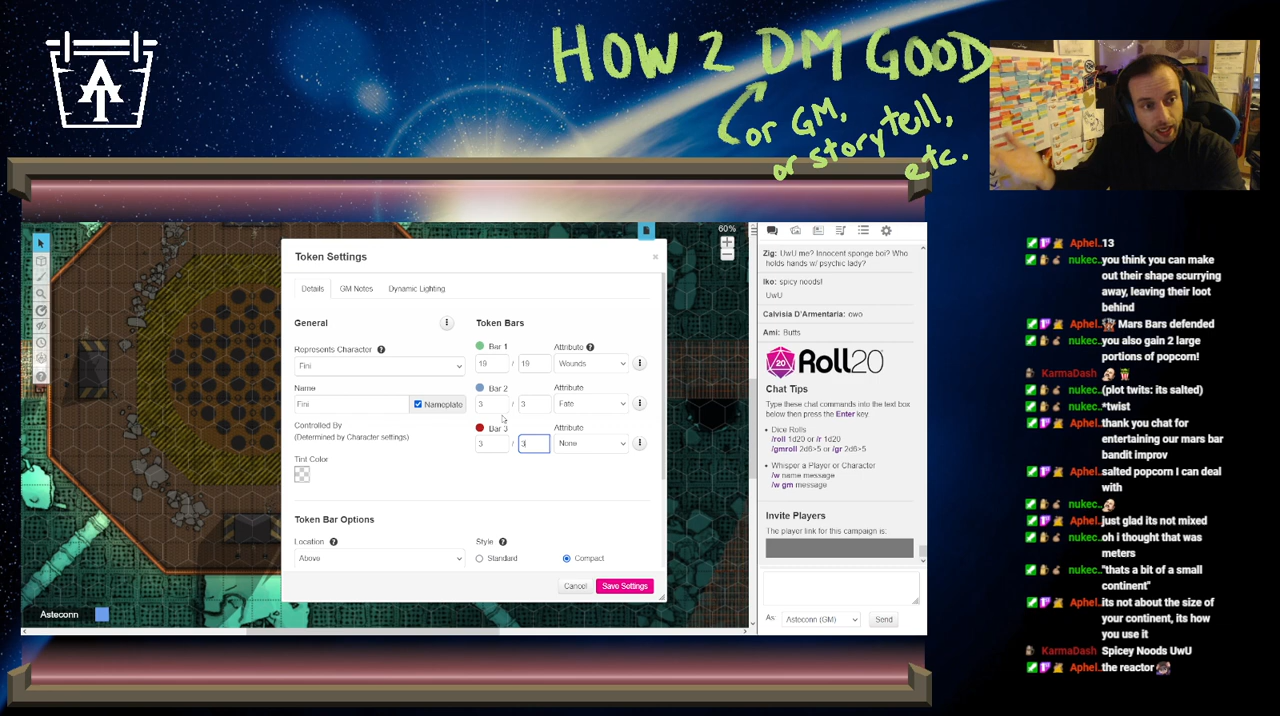 HOW 2 DM GOOD
or GM,
or storytell,
etc.
AT
60%
Token Settings
×
Details
GM Notes
Dynamic Lighting
General
Token Bars
Represents Character
Fini
Name
Fini
Nameplate
Controlled By
(Determined by Character settings)
Tint Color
Bar 1
Attribute
19 / 19
Wounds
Bar 2
Attribute
3 / 3
Fate
Bar 3
Attribute
3 / 3
None
Token Bar Options
Location
Above
Style
Standard
Compact
Cancel
Save Settings
Asteconn
Zig: UwU me? Innocent sponge boi? Who
holds hands w/ psychic lady?
Iko: spicy noods!
UwU
Calvisia D'Armentaria: owo
Ami: Butts
Roll20
Chat Tips
Type these chat commands into the text box
below then press the Enter key.
• Dice Rolls
/roll 1d20 or /r 1d20
/gmroll 2d6>5 or /gr 2d6>5
• Whisper a Player or Character
/w name message
/w gm message
Invite Players
The player link for this campaign is:
As:
Asteconn (GM)
Send
Aphel.. 13
nukec.. you think you can make
out their shape scurrying
away, leaving their loot
behind
Aphel.. Mars Bars defended
nukec.. you also gain 2 large
portions of popcorn!
KarmaDash
nukec.. (plot twits: its salted)
nukec.. *twist
Aphel.. thank you chat for
entertaining our mars bar
bandit improv
Aphel.. salted popcorn I can deal
with
nukec..
Aphel.. just glad its not mixed
nukec.. oh i thought that was
meters
nukec.. "thats a bit of a small
continent"
Aphel.. its not about the size of
your continent, its how
you use it
KarmaDash Spicey Noods UwU
Aphel.. the reactor